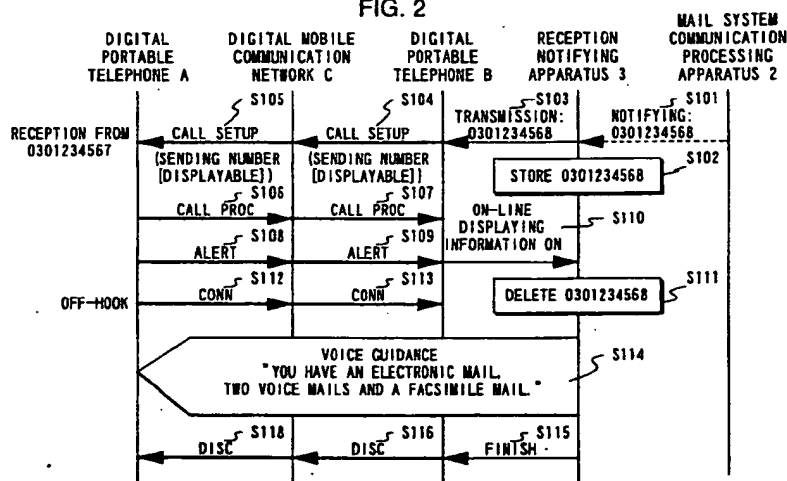 FIG. 2
DIGITAL PORTABLE TELEPHONE A
DIGITAL MOBILE COMMUNICATION NETWORK C
DIGITAL PORTABLE TELEPHONE B
RECEPTION NOTIFYING APPARATUS 3
MAIL SYSTEM COMMUNICATION PROCESSING APPARATUS 2
S105
S104
S103
S101
RECEPTION FROM 0301234567
CALL SETUP
CALL SETUP
TRANSMISSION: 0301234568
NOTIFYING: 0301234568
(SENDING NUMBER [DISPLAYABLE])
(SENDING NUMBER [DISPLAYABLE])
STORE 0301234568
S102
S106
CALL PROC
S107
CALL PROC
ON-LINE DISPLAYING INFORMATION ON
S110
S108
ALERT
S109
ALERT
OFF-HOOK
S112
CONN
S113
CONN
DELETE 0301234568
S111
VOICE GUIDANCE
"YOU HAVE AN ELECTRONIC MAIL,
TWO VOICE MAILS AND A FACSIMILE MAIL."
S114
S118
DISC
S116
DISC
S115
FINISH